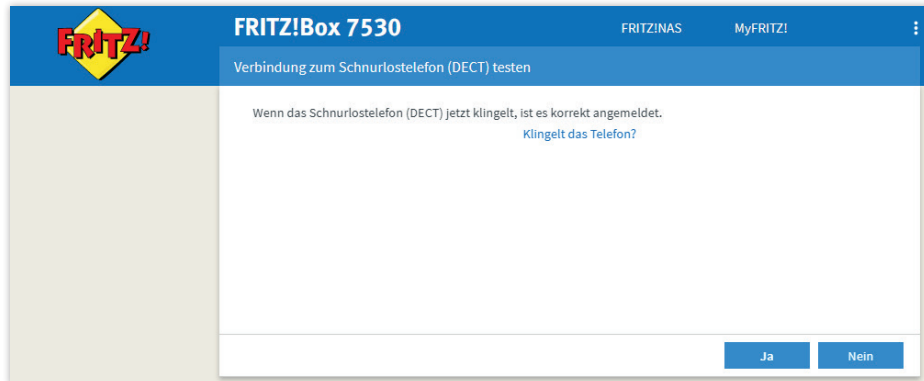 FRITZ!
FRITZ!Box 7530
FRITZ!NAS
MyFRITZ!
Verbindung zum Schnurlostelefon (DECT) testen
Wenn das Schnurlostelefon (DECT) jetzt klingelt, ist es korrekt angemeldet.
Klingelt das Telefon?
Ja
Nein